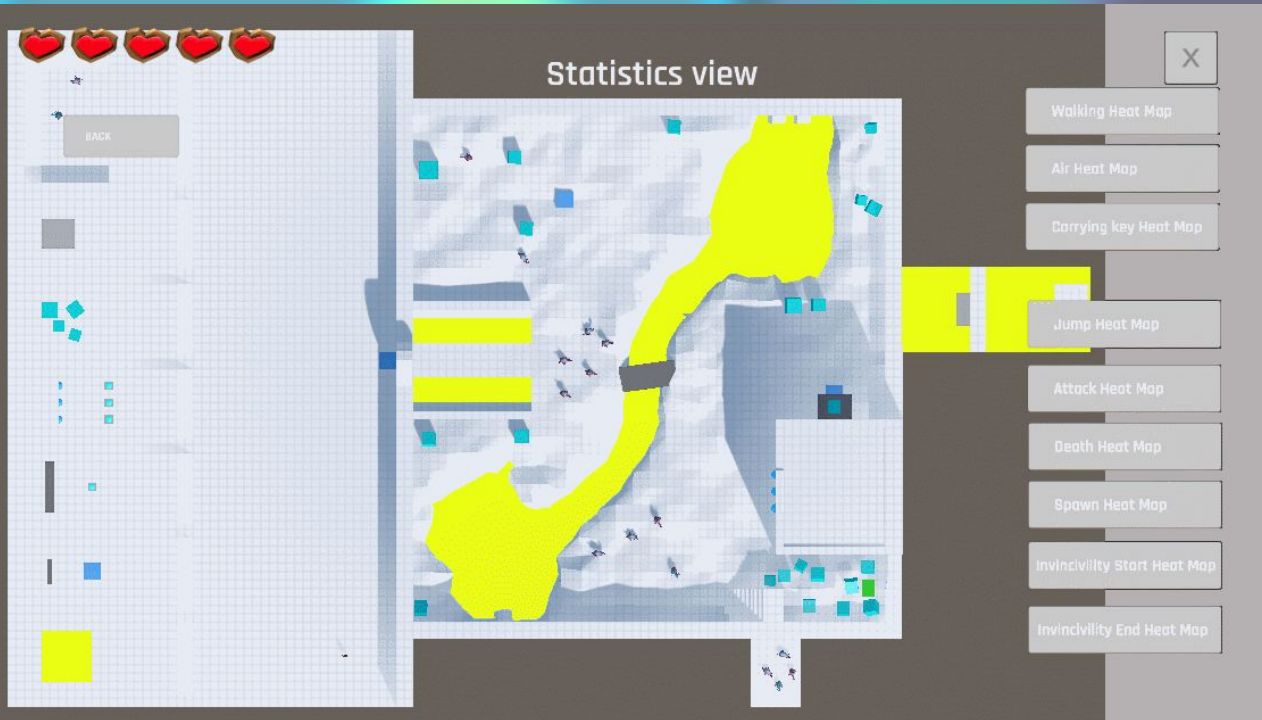 Statistics view
X
BACK
Walking Heat Map
Air Heat Map
Carrying key Heat Map
Jump Heat Map
Attack Heat Map
Death Heat Map
Spawn Heat Map
Invincivility Start Heat Map
Invincivility End Heat Map